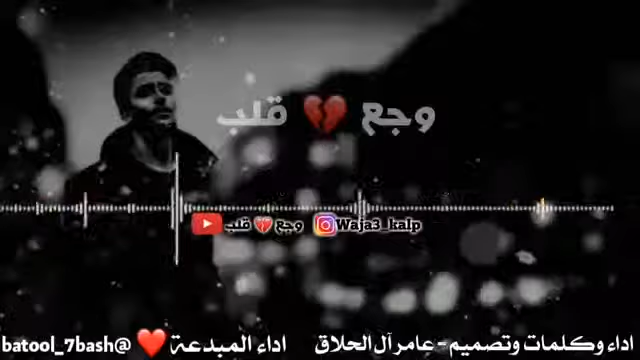 وجع 💔 قلب
وجع 💔 قلب Waja3_kalp
اداء وكلمات وتصميم - عامر آل الحلاق اداء المبدعة ❤️ @batool_7bash